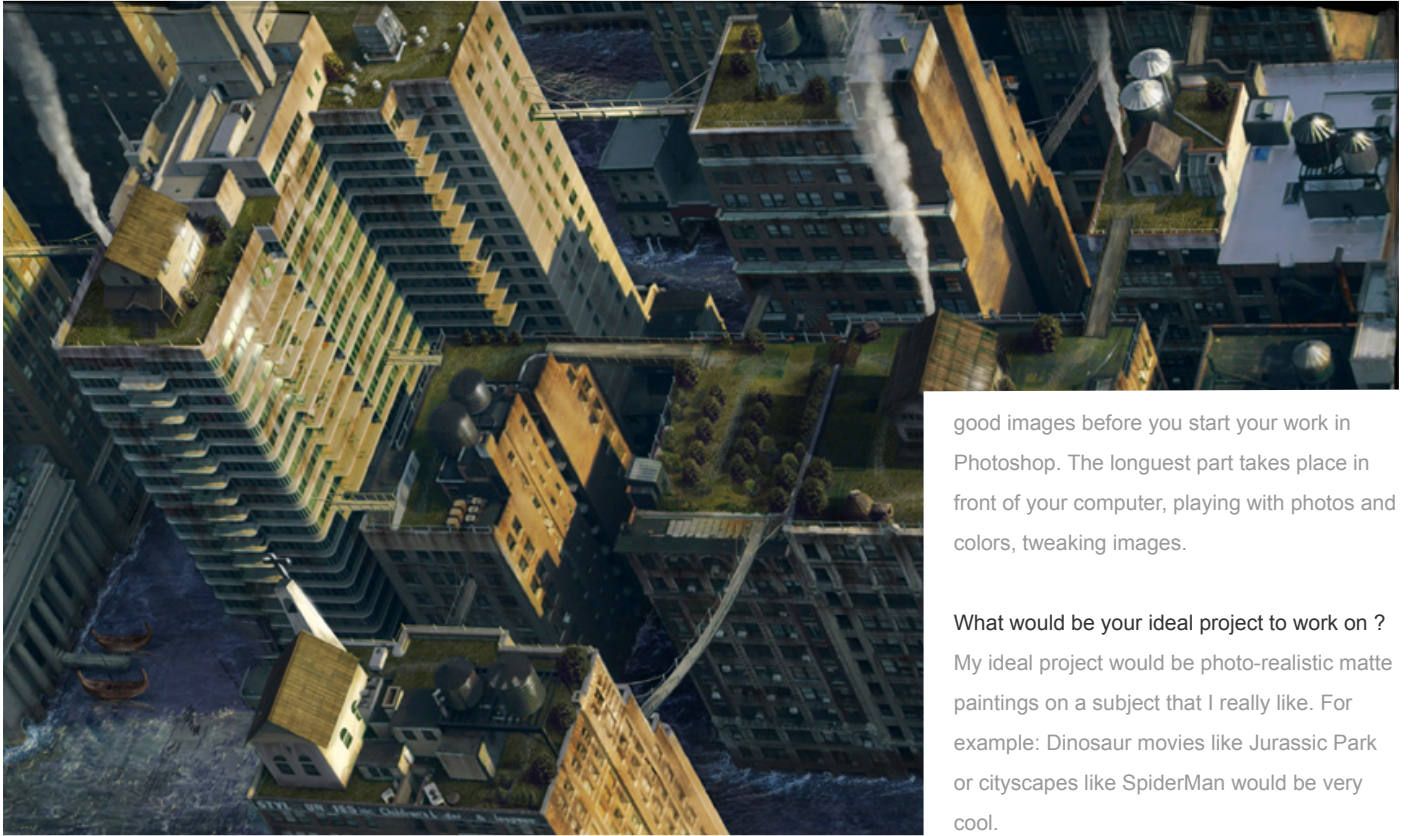 good images before you start your work in
Photoshop. The longuest part takes place in
front of your computer, playing with photos and
colors, tweaking images.
What would be your ideal project to work on ?
My ideal project would be photo-realistic matte
paintings on a subject that I really like. For
example: Dinosaur movies like Jurassic Park
or cityscapes like SpiderMan would be very
cool.